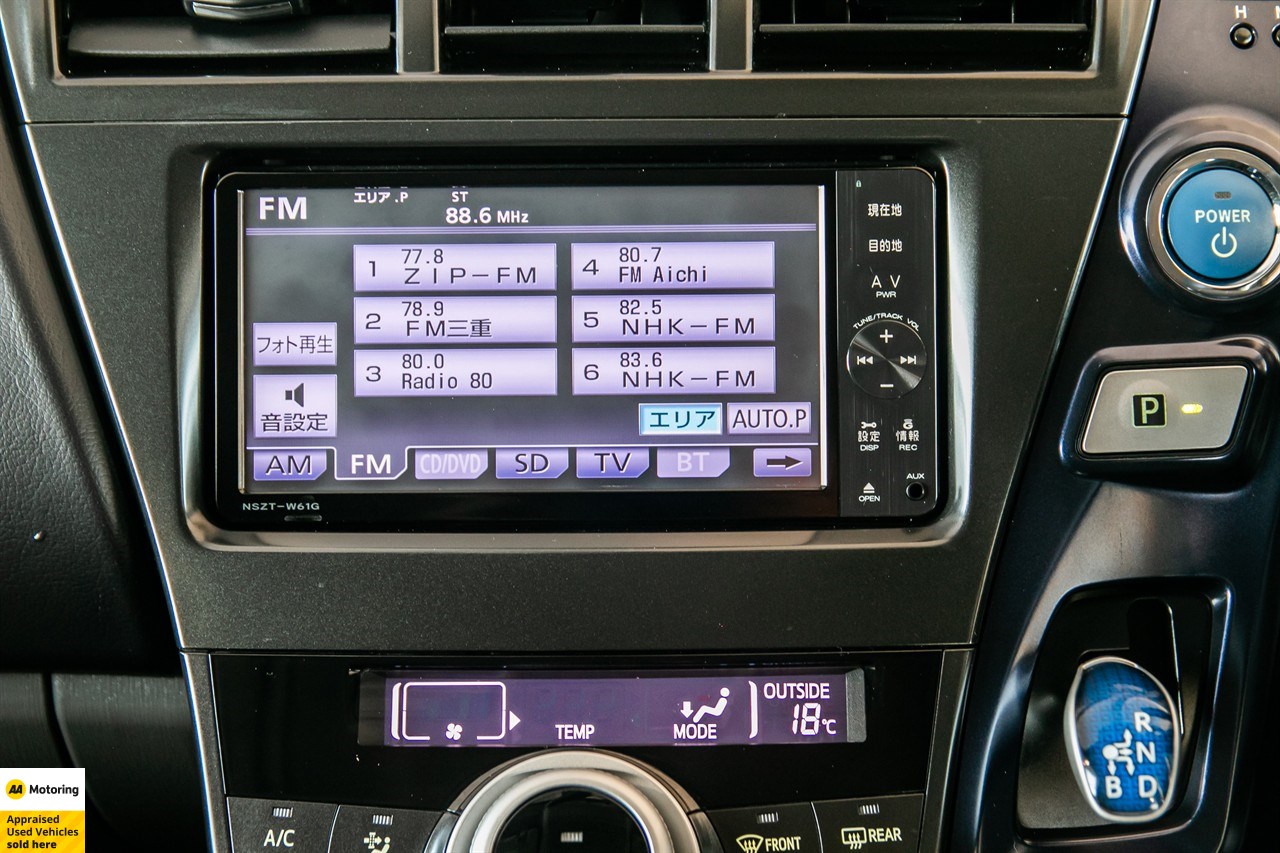 H
FM
エリア.P
ST
88.6 MHz
1 77.8
ZIP-FM
4 80.7
FM Aichi
2 78.9
FM三重
5 82.5
NHK-FM
3 80.0
Radio 80
6 83.6
NHK-FM
フォト再生
音設定
エリア
AUTO.P
AM
FM
CD/DVD
SD
TV
BT
NSZT-W61G
現在地
目的地
AV
PWR
TUNE/TRACK VOL
+
-
設定
DISP
情報
REC
OPEN
AUX
POWER
P
R
N
B D
TEMP
MODE
OUTSIDE
18℃
A/C
FRONT
REAR
AA Motoring
Appraised
Used Vehicles
sold here